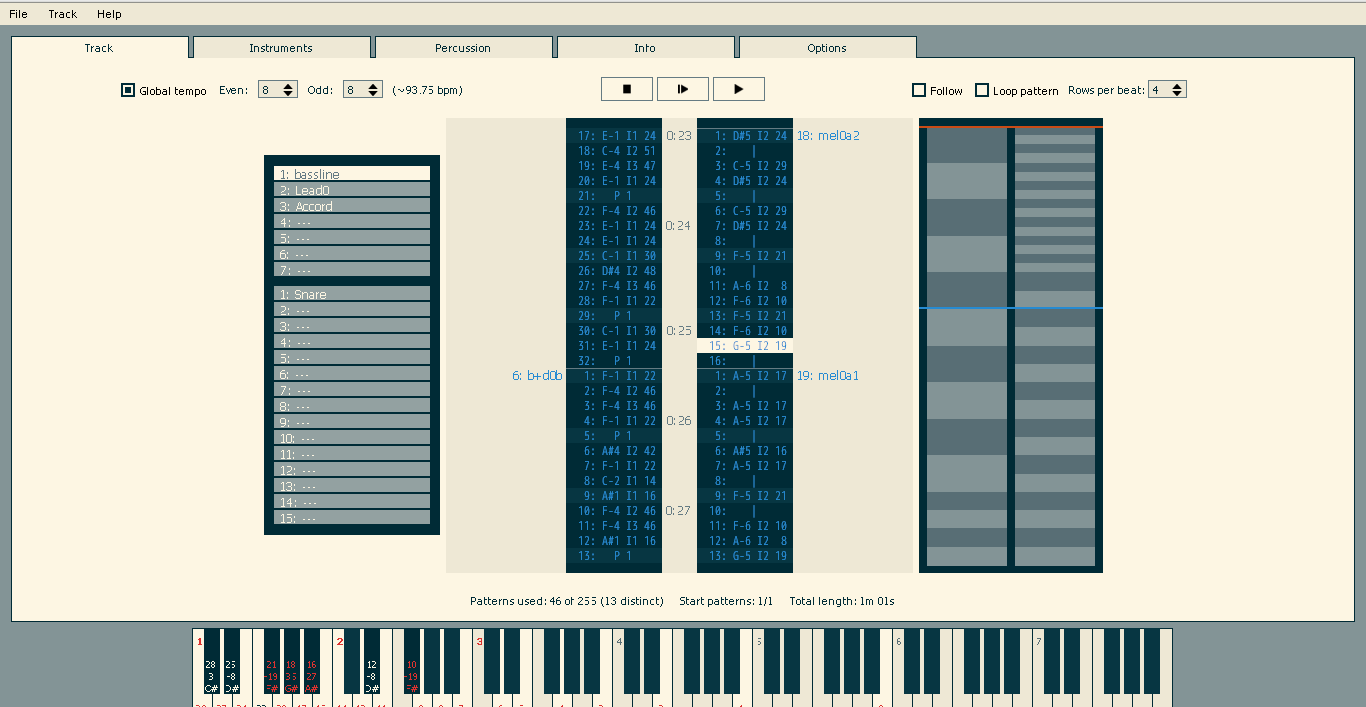 File Track Help
Track Instruments Percussion Info Options
Global tempo Even: 8 Odd: 8 (~93.75 bpm) Follow Loop pattern Rows per beat: 4
1: bassline
2: Lead0
3: Accord
4: ---
5: ---
6: ---
7: ---
1: Snare
2: ---
3: ---
4: ---
5: ---
6: ---
7: ---
8: ---
9: ---
10: ---
11: ---
12: ---
13: ---
14: ---
15: ---
17: E-1 I1 24 0:23 1: D#5 I2 24 18: mel0a2
18: C-4 I2 51 2: |
19: E-4 I3 47 3: C-5 I2 29
20: E-1 I1 24 4: D#5 I2 24
21: P 1 5: |
22: F-4 I2 46 6: C-5 I2 29
23: E-1 I1 24 0:24 7: D#5 I2 24
24: E-1 I1 24 8: |
25: C-1 I1 30 9: F-5 I2 21
26: D#4 I2 48 10: |
27: F-4 I3 46 11: A-6 I2 8
28: F-1 I1 22 12: F-6 I2 10
29: P 1 13: F-5 I2 21
30: C-1 I1 30 0:25 14: F-6 I2 10
31: E-1 I1 24 15: G-5 I2 19
32: P 1 16: |
6: b+d0b 1: F-1 I1 22 1: A-5 I2 17 19: mel0a1
2: F-4 I2 46 2: |
3: F-4 I3 46 3: A-5 I2 17
4: F-1 I1 22 0:26 4: A-5 I2 17
5: P 1 5: |
6: A#4 I2 42 6: A#5 I2 16
7: F-1 I1 22 7: A-5 I2 17
8: C-2 I1 14 8: |
9: A#1 I1 16 9: F-5 I2 21
10: F-4 I2 46 0:27 10: |
11: F-4 I3 46 11: F-6 I2 10
12: A#1 I1 16 12: A-6 I2 8
13: P 1 13: G-5 I2 19
Patterns used: 46 of 255 (13 distinct) Start patterns: 1/1 Total length: 1m 01s
1 2 3 4 5 6 7
28 25 21 18 16 12 10
3 -8 -19 35 27 -8 -19
C# D# F# G# A# D# F#